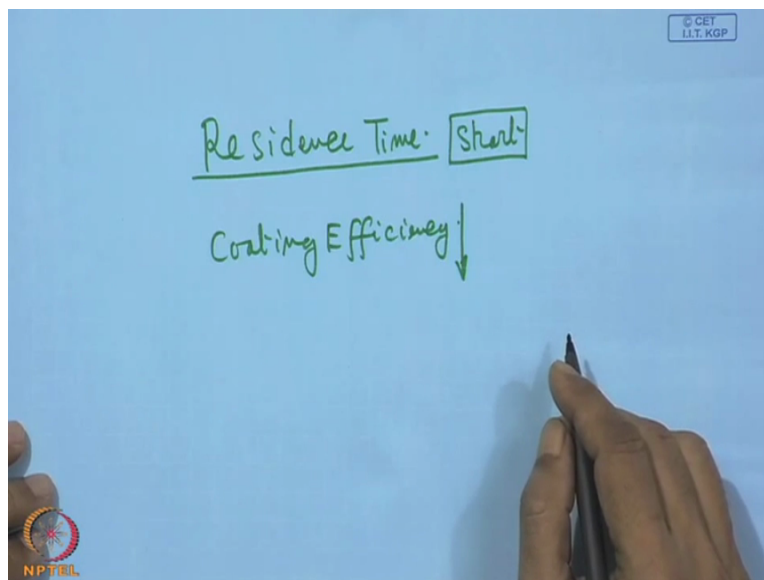 © CET
I.I.T. KGP
Residence Time. Short
Coating Efficiency ↓
NPTEL